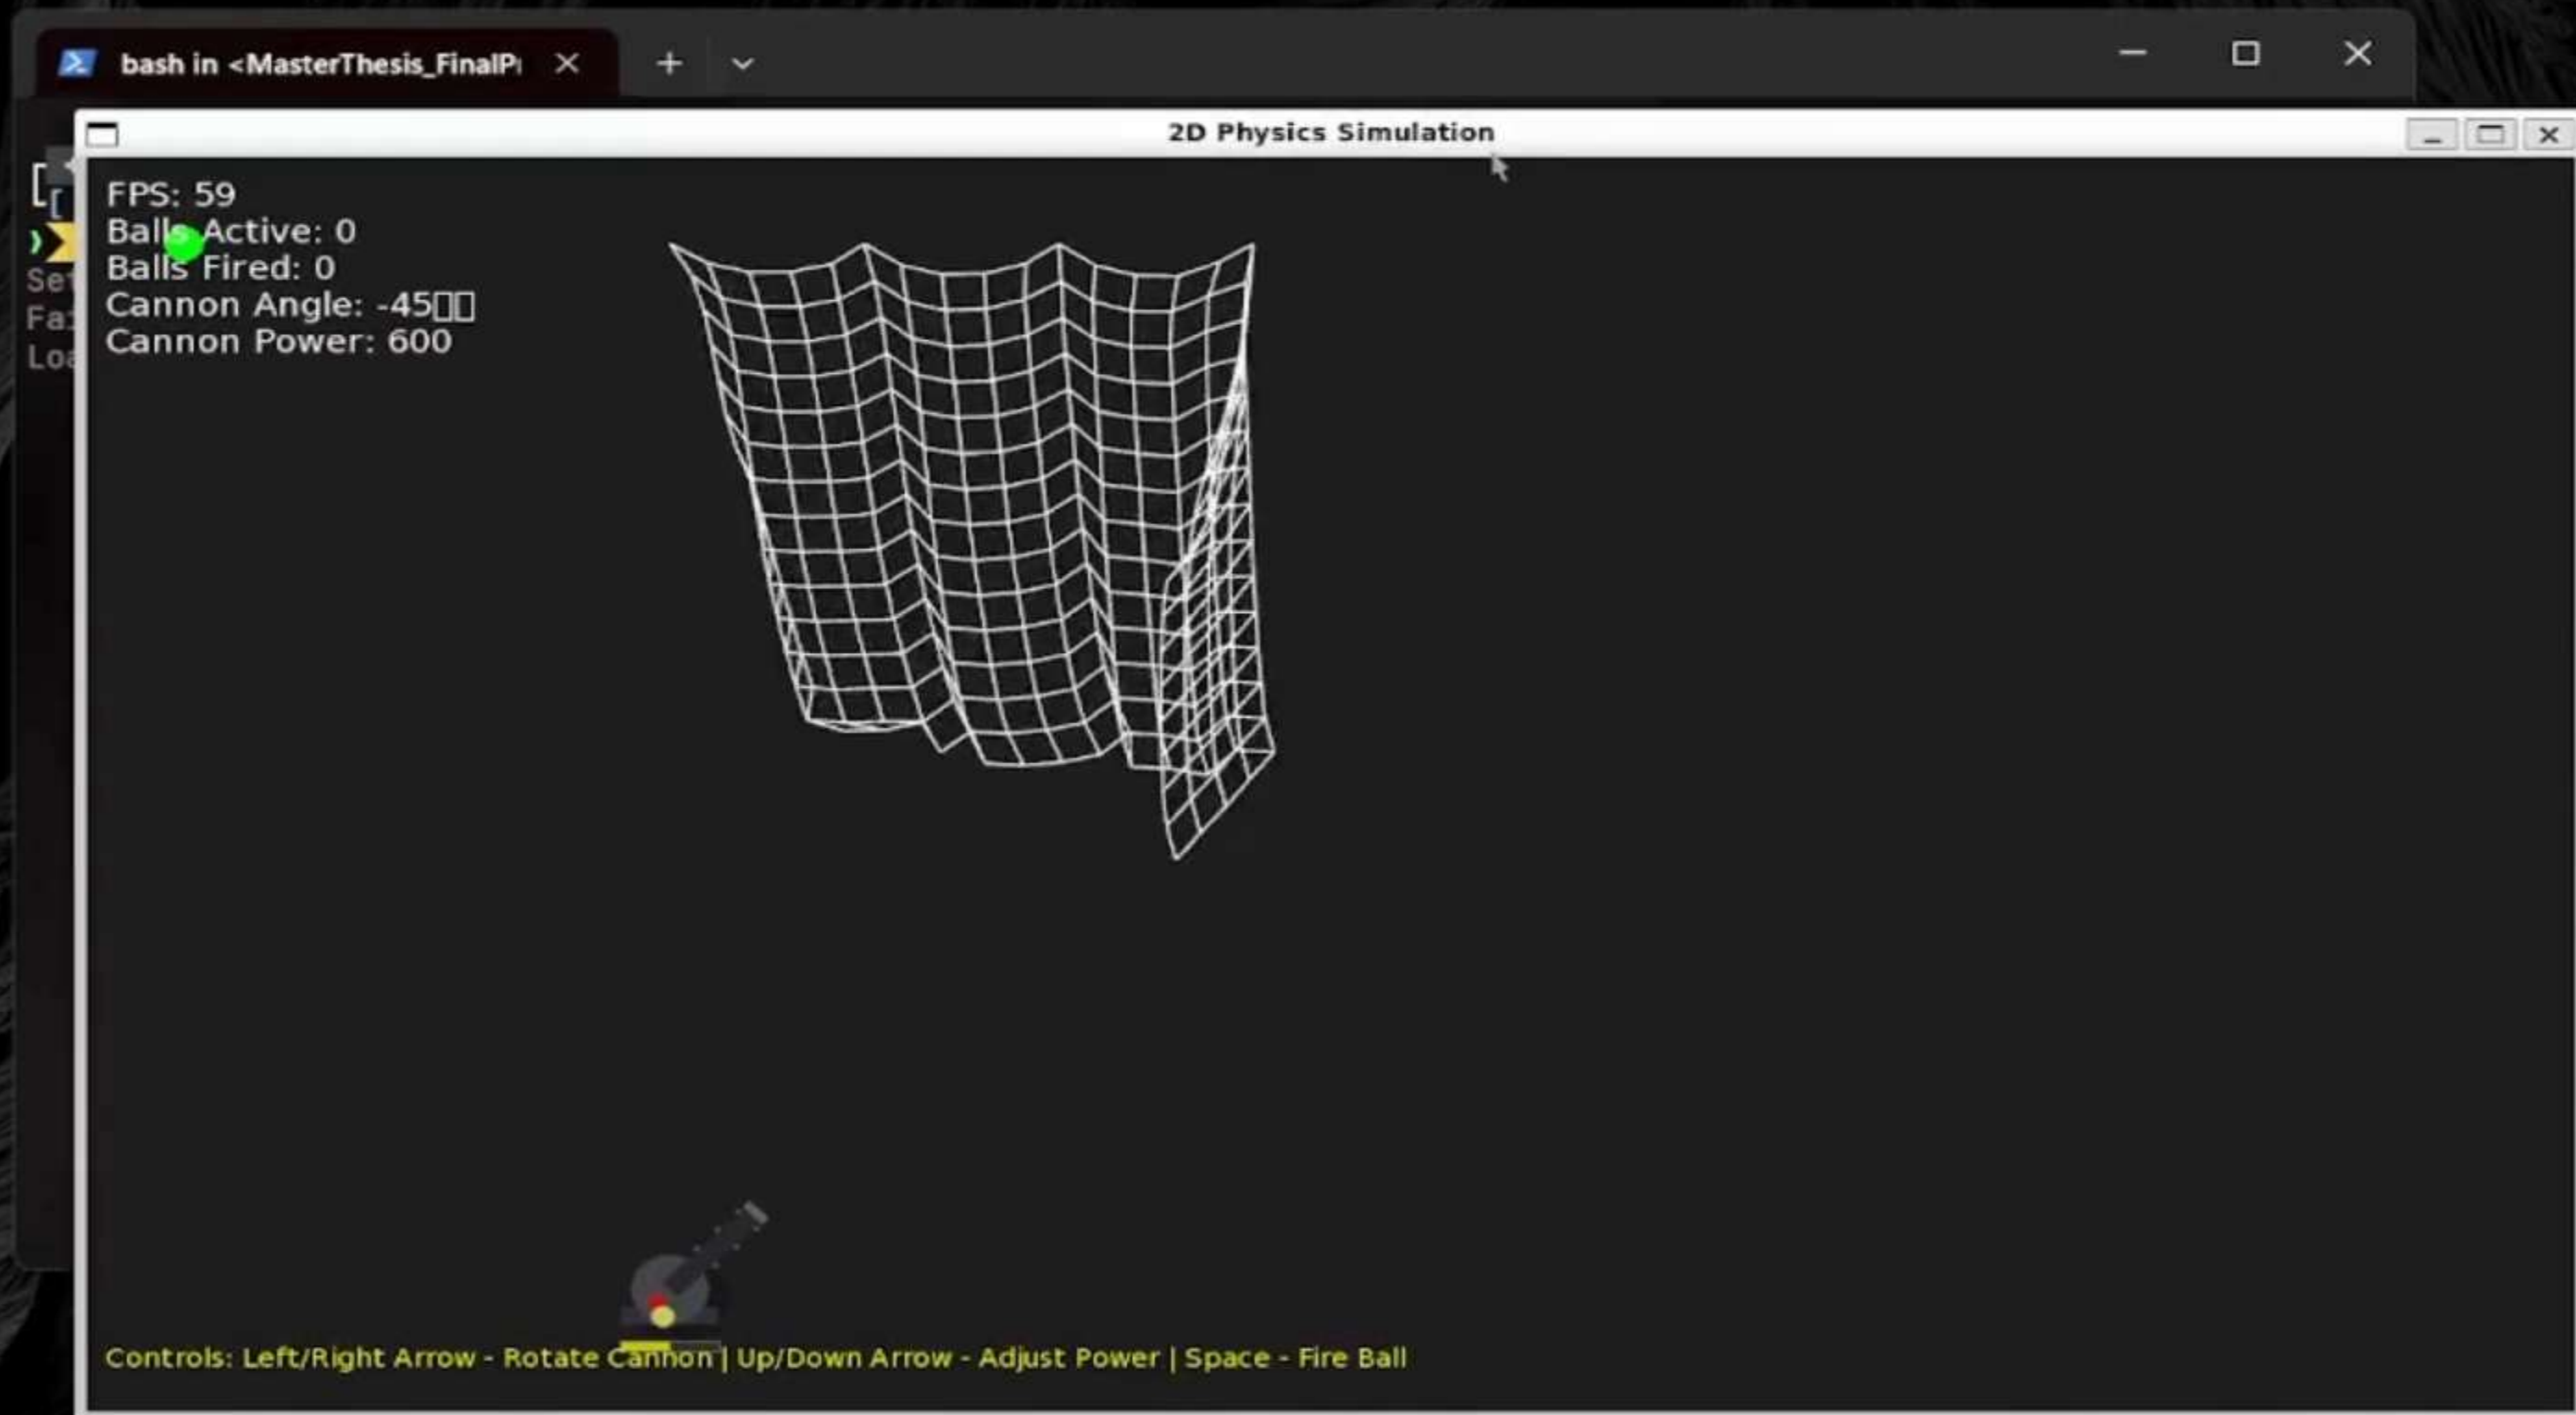 bash in <MasterThesis_FinalP
2D Physics Simulation
FPS: 59
Balls Active: 0
Balls Fired: 0
Cannon Angle: -45▯▯
Cannon Power: 600
Controls: Left/Right Arrow - Rotate Cannon | Up/Down Arrow - Adjust Power | Space - Fire Ball